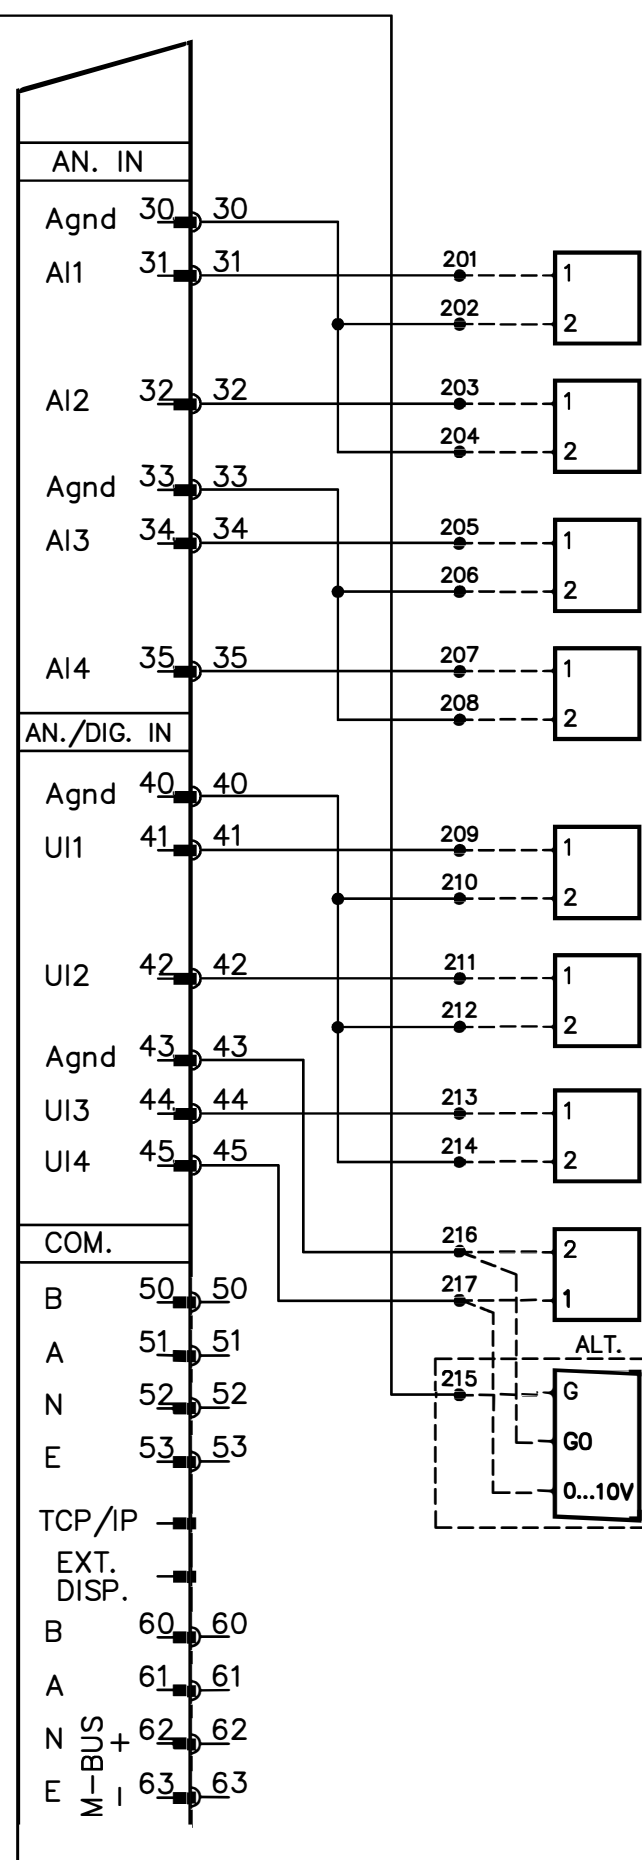 AN. IN
Agnd 30 30
AI1 31 31 201 1
202 2
AI2 32 32 203 1
204 2
Agnd 33 33
AI3 34 34 205 1
206 2
AI4 35 35 207 1
208 2
AN./DIG. IN
Agnd 40 40
UI1 41 41 209 1
210 2
UI2 42 42 211 1
212 2
Agnd 43 43
UI3 44 44 213 1
UI4 45 45 214 2
COM. 216 2
B 50 50 217 1
ALT.
A 51 51
N 52 52 215 G
E 53 53 G0
0...10V
TCP/IP
EXT.
DISP.
B 60 60
A 61 61
N + 62 62
E - 63 63
M-BUS